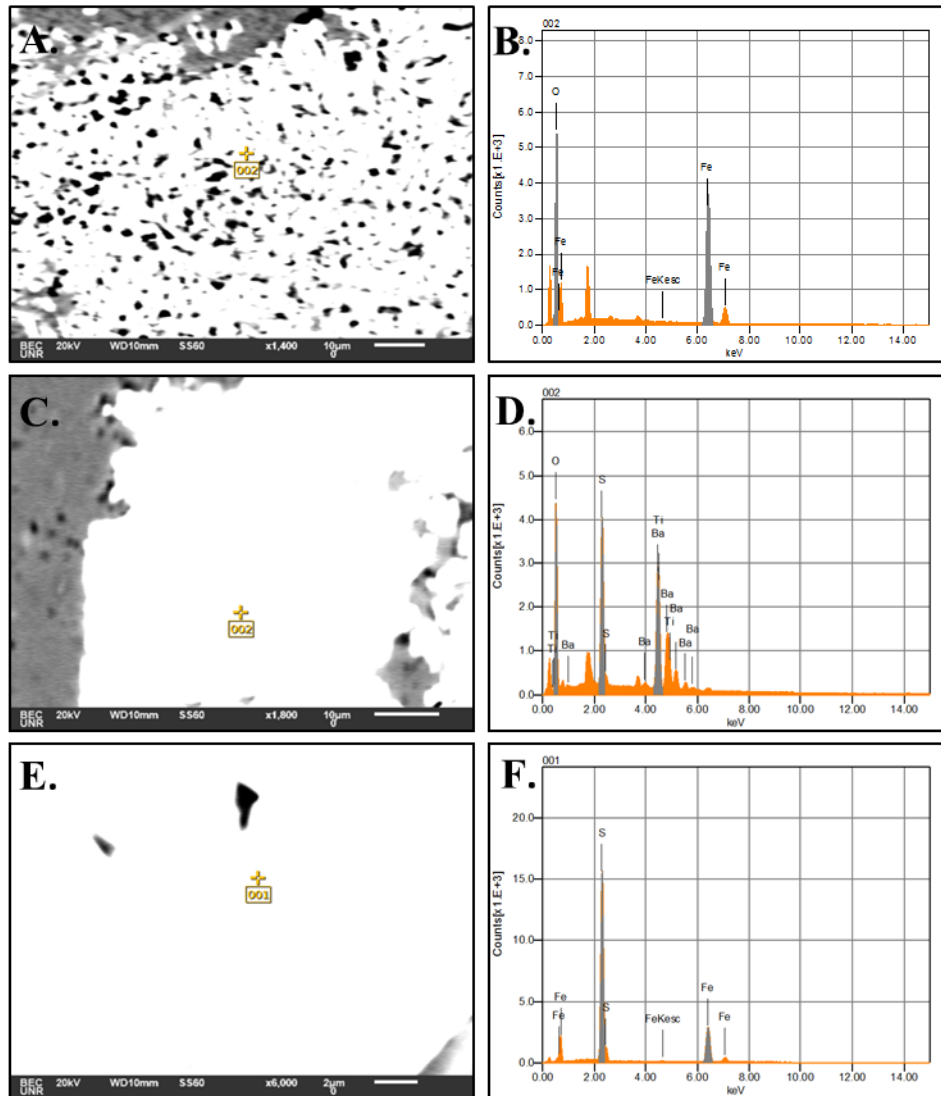 A.
002
BEC 20kV WD10mm SS60 x1,400 10μm
UNR 0
B.
002
Counts[x1.E+3]
8.0
7.0
6.0
5.0
4.0
3.0
2.0
1.0
0.0
O
Fe
Fe
FeKesc
Fe
Fe
0.00 2.00 4.00 6.00 8.00 10.00 12.00 14.00
keV
C.
002
BEC 20kV WD10mm SS60 x1,800 10μm
UNR 0
D.
002
Counts[x1.E+3]
6.0
5.0
4.0
3.0
2.0
1.0
0.0
O
S
Ti
Ba
Ba
Ba
Ti
Ba
Ti
S
Ba
Ba
Ba
T
0.00 2.00 4.00 6.00 8.00 10.00 12.00 14.00
keV
E.
001
BEC 20kV WD10mm SS60 x6,000 2μm
UNR 0
F.
001
Counts[x1.E+3]
20.0
15.0
10.0
5.0
0.0
S
Fe
Fe
S
FeKesc
Fe
Fe
0.00 2.00 4.00 6.00 8.00 10.00 12.00 14.00
keV